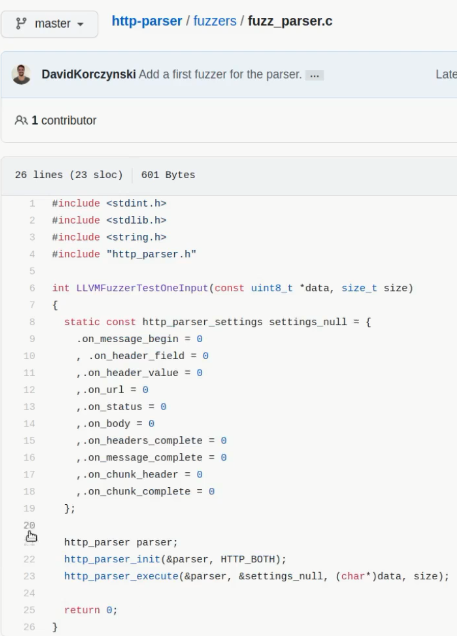 master
http-parser / fuzzers / fuzz_parser.c
DavidKorczynski Add a first fuzzer for the parser. ...
1 contributor
26 lines (23 sloc) 601 Bytes
1 #include <stdint.h>
2 #include <stdlib.h>
3 #include <string.h>
4 #include "http_parser.h"
5
6 int LLVMFuzzerTestOneInput(const uint8_t *data, size_t size)
7 {
8 static const http_parser_settings settings_null = {
9 .on_message_begin = 0
10 , .on_header_field = 0
11 ,.on_header_value = 0
12 ,.on_url = 0
13 ,.on_status = 0
14 ,.on_body = 0
15 ,.on_headers_complete = 0
16 ,.on_message_complete = 0
17 ,.on_chunk_header = 0
18 ,.on_chunk_complete = 0
19 };
20
http_parser parser;
22 http_parser_init(&parser, HTTP_BOTH);
23 http_parser_execute(&parser, &settings_null, (char*)data, size);
24
25 return 0;
26 }